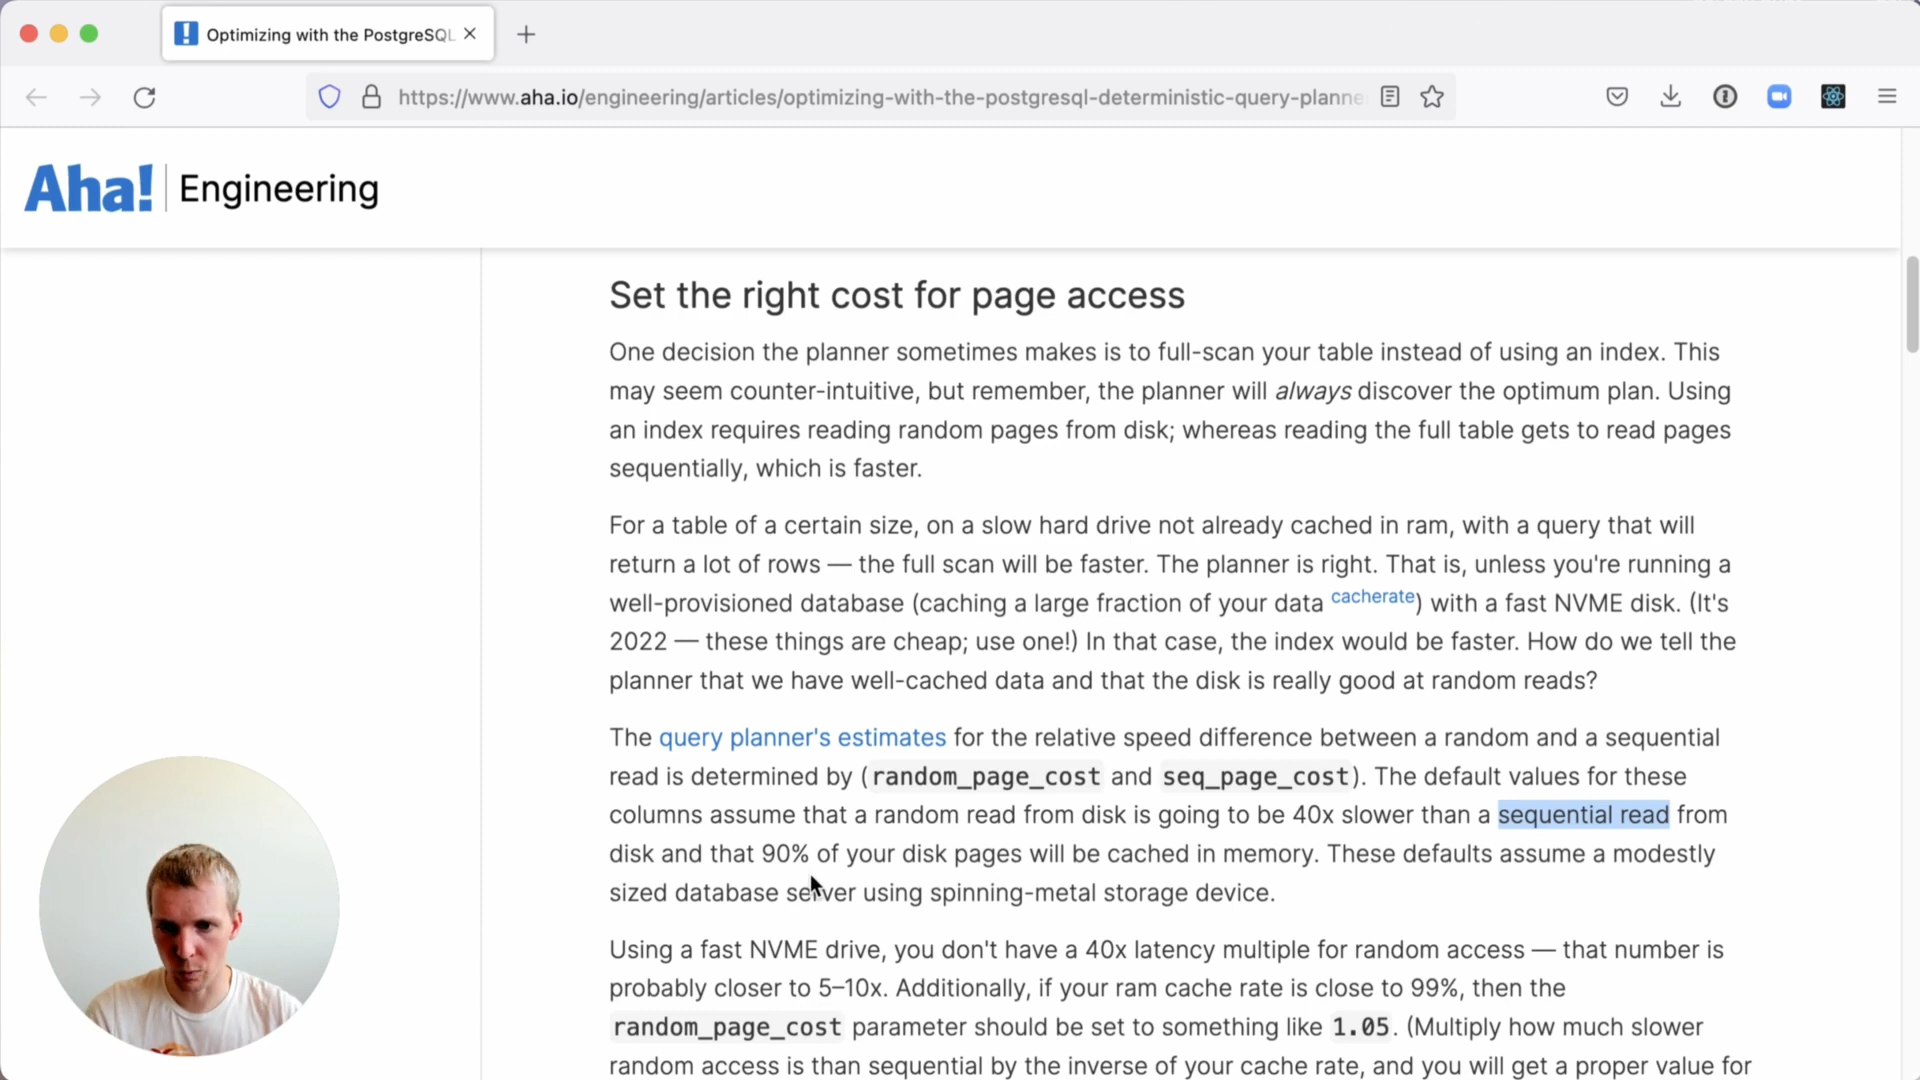 Optimizing with the PostgreSQL
https://www.aha.io/engineering/articles/optimizing-with-the-postgresql-deterministic-query-planne
Aha! Engineering
Set the right cost for page access
One decision the planner sometimes makes is to full-scan your table instead of using an index. This
may seem counter-intuitive, but remember, the planner will always discover the optimum plan. Using
an index requires reading random pages from disk; whereas reading the full table gets to read pages
sequentially, which is faster.
For a table of a certain size, on a slow hard drive not already cached in ram, with a query that will
return a lot of rows — the full scan will be faster. The planner is right. That is, unless you're running a
well-provisioned database (caching a large fraction of your data cacherate) with a fast NVME disk. (It's
2022 — these things are cheap; use one!) In that case, the index would be faster. How do we tell the
planner that we have well-cached data and that the disk is really good at random reads?
The query planner's estimates for the relative speed difference between a random and a sequential
read is determined by (random_page_cost and seq_page_cost). The default values for these
columns assume that a random read from disk is going to be 40x slower than a sequential read from
disk and that 90% of your disk pages will be cached in memory. These defaults assume a modestly
sized database server using spinning-metal storage device.
Using a fast NVME drive, you don't have a 40x latency multiple for random access — that number is
probably closer to 5–10x. Additionally, if your ram cache rate is close to 99%, then the
random_page_cost parameter should be set to something like 1.05. (Multiply how much slower
random access is than sequential by the inverse of your cache rate, and you will get a proper value for